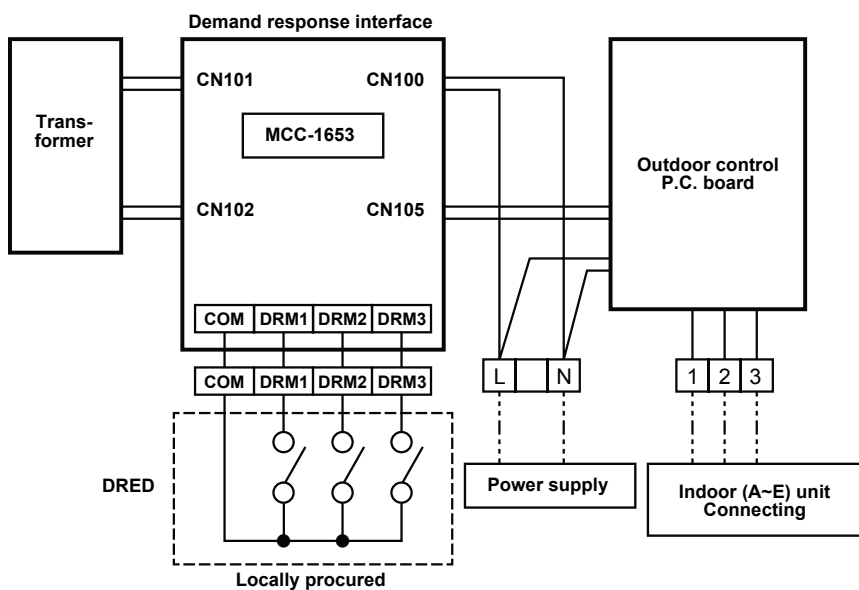 Demand response interface
CN101
CN100
Trans-
former
MCC-1653
Outdoor control
P.C. board
CN102
CN105
COM DRM1 DRM2 DRM3
COM DRM1 DRM2 DRM3
L N
1 2 3
DRED
Power supply
Indoor (A~E) unit
Connecting
Locally procured